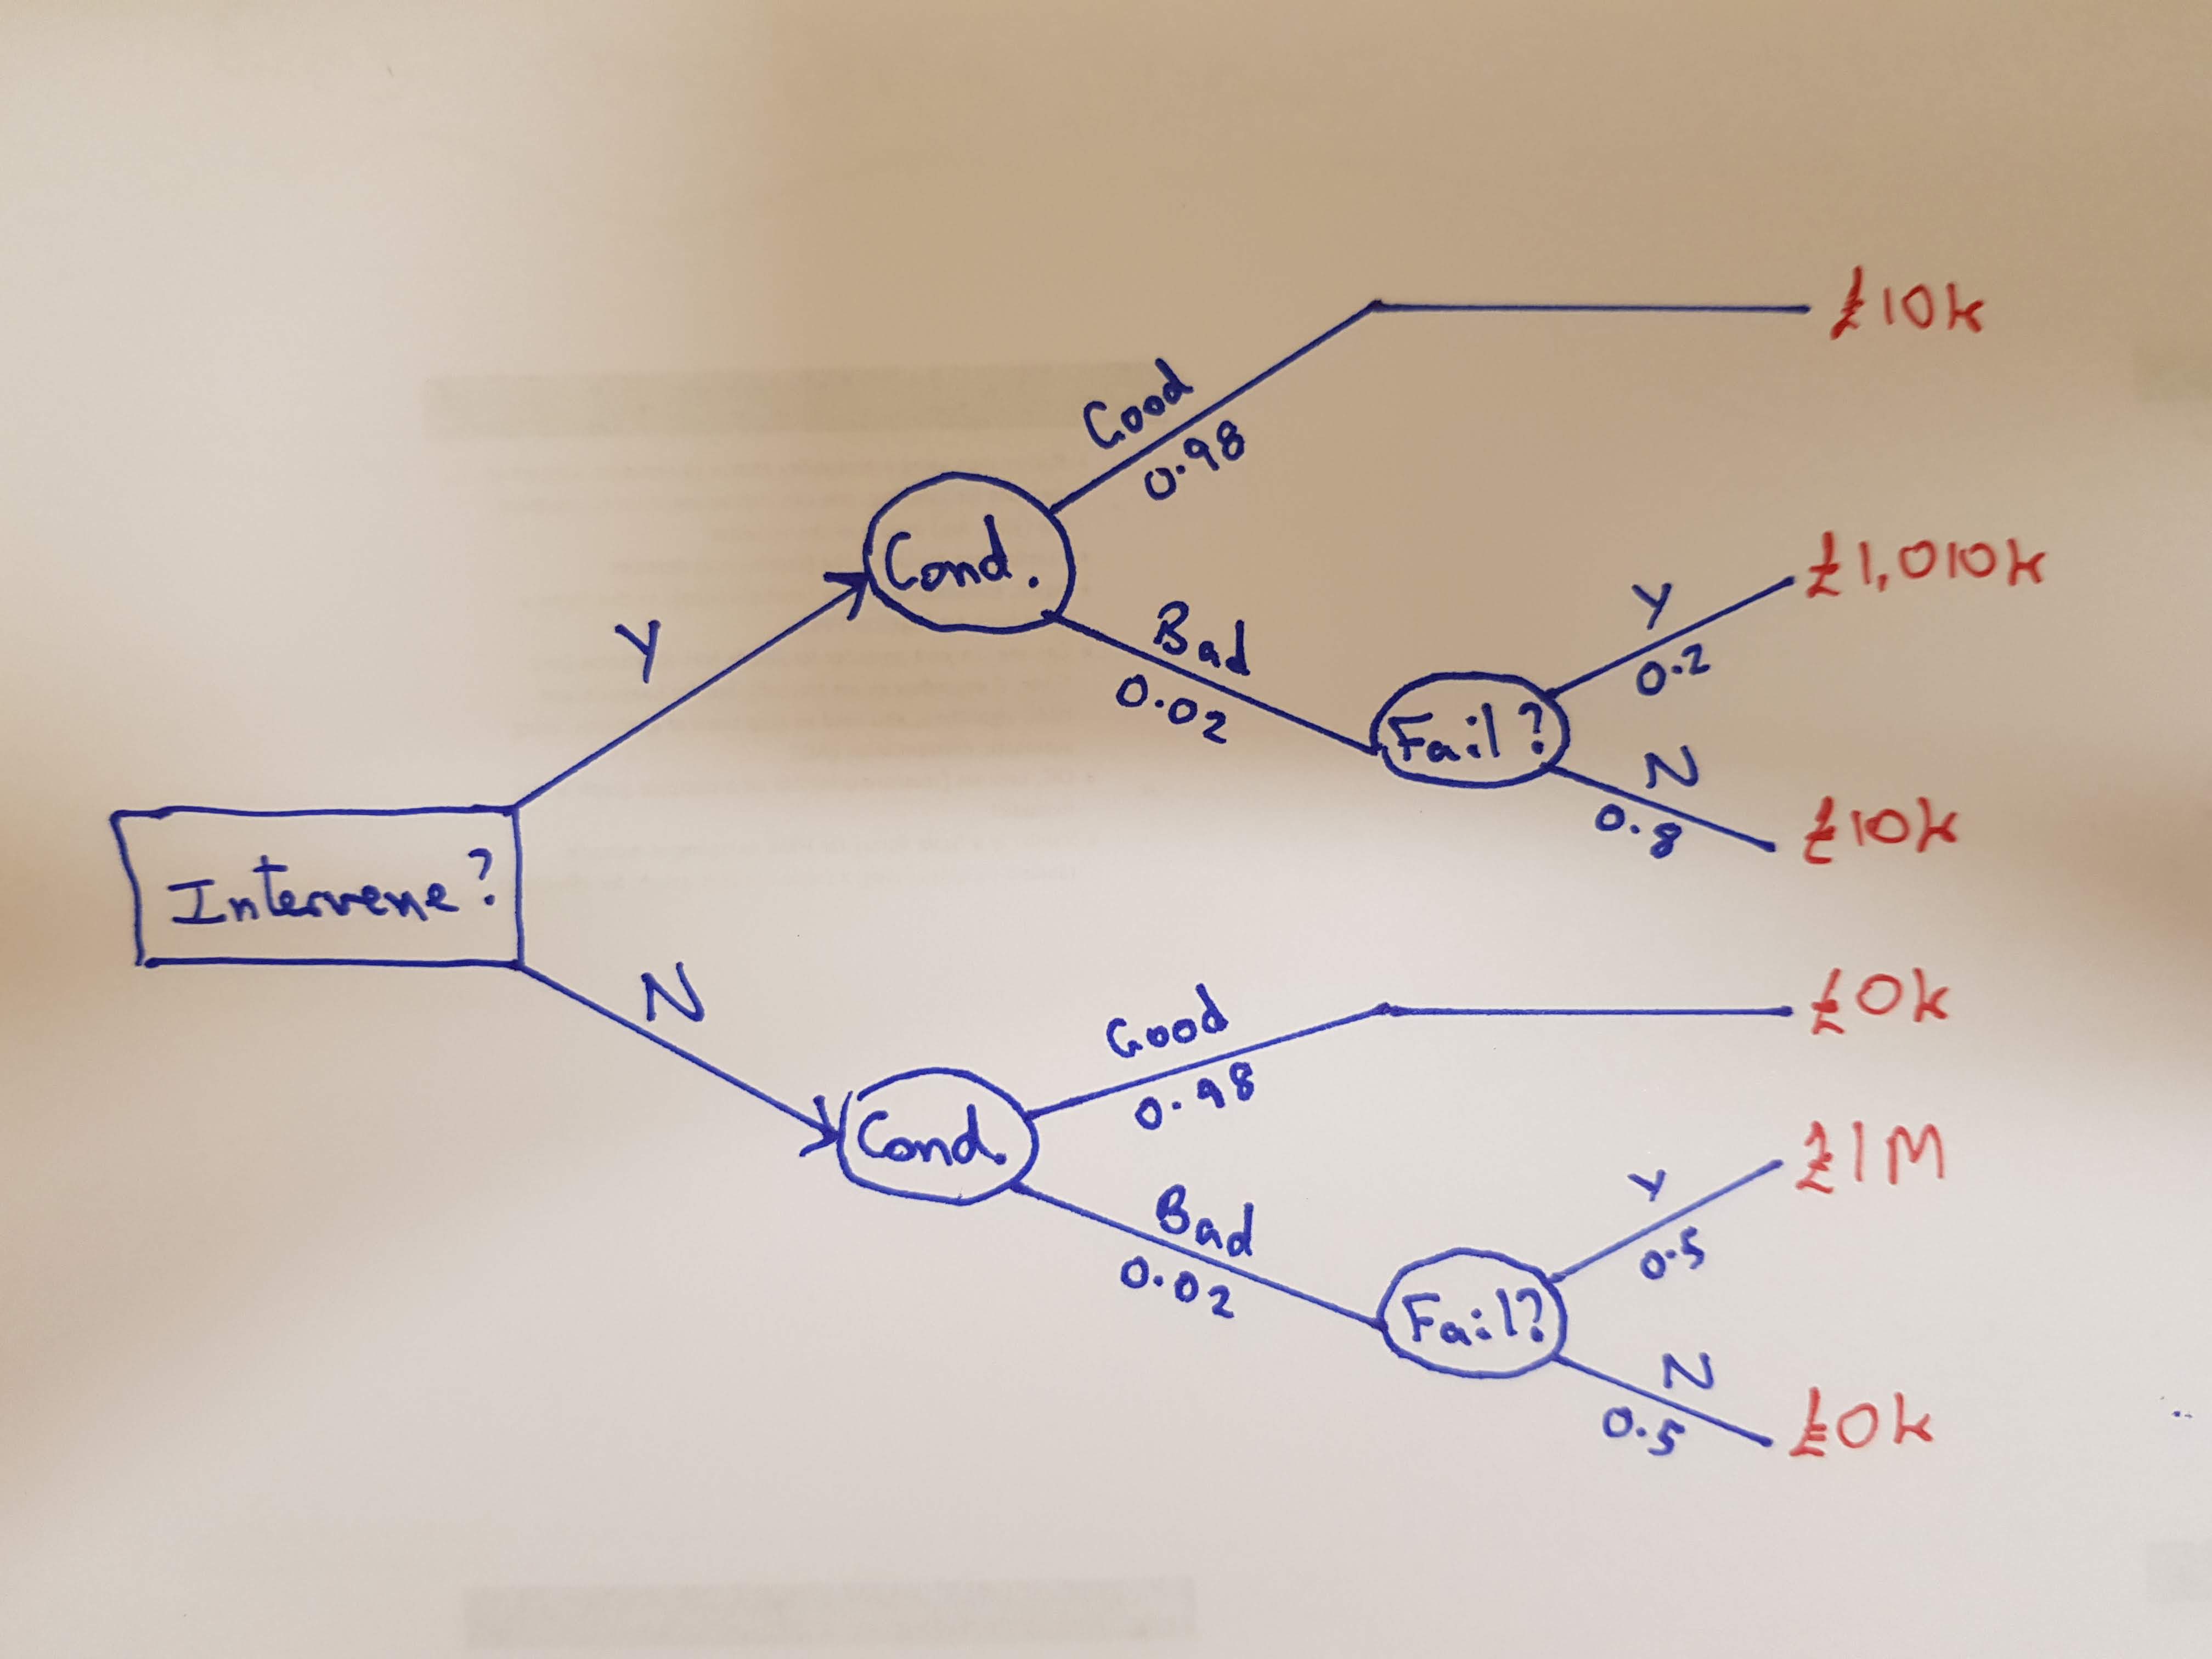 Intervene?
Y
N
Cond.
Good
0.98
Bad
0.02
Fail?
Y
0.2
N
0.8
£10k
£1,010k
£10k
Cond.
Good
0.98
Bad
0.02
Fail?
Y
0.5
N
0.5
£0k
£1M
£0k